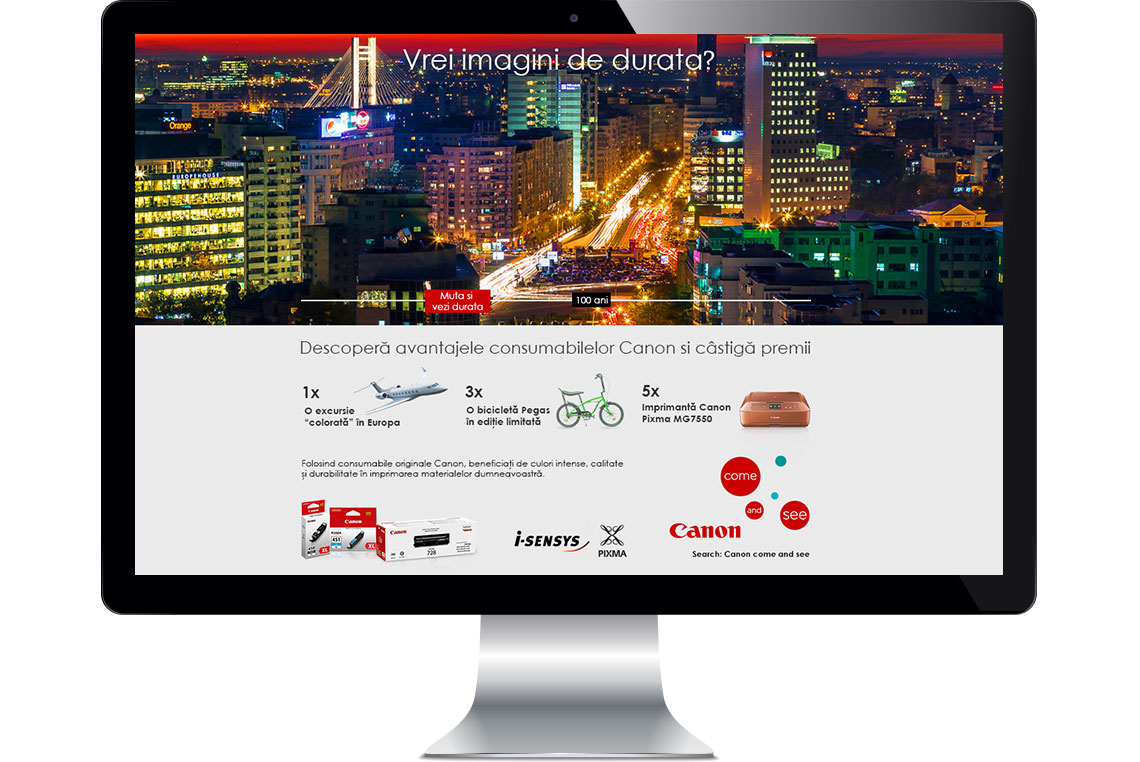 Vrei imagini de durata?
Orange
EUROPEHOUSE
Muta si
vezi durata
100 ani
Descoperă avantajele consumabilelor Canon si câstigă premii
1x
O excursie
“colorată” în Europa
3x
O bicicletă Pegas
în ediție limitată
5x
Imprimantă Canon
Pixma MG7550
Folosind consumabile originale Canon, beneficiați de culori intense, calitate
și durabilitate în imprimarea materialelor dumneavoastră.
come
and
see
Canon
Canon
Canon
451
XL
XL
728
i-SENSYS
PIXMA
Canon
Search: Canon come and see